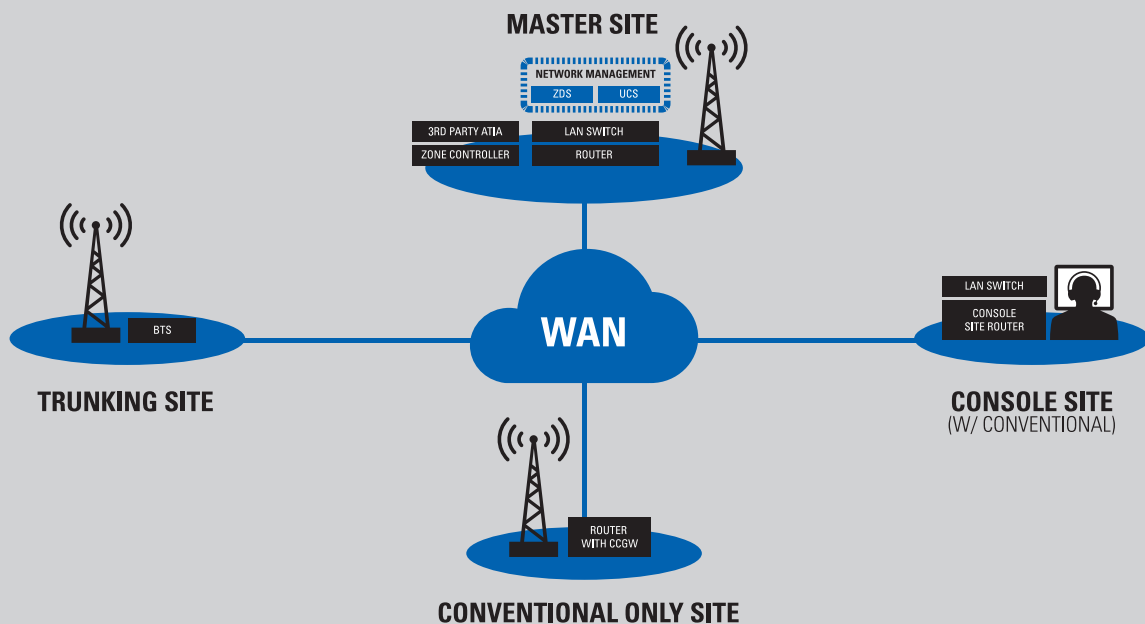 MASTER SITE
NETWORK MANAGEMENT
ZDS
UCS
3RD PARTY ATIA
LAN SWITCH
ZONE CONTROLLER
ROUTER
WAN
BTS
TRUNKING SITE
LAN SWITCH
CONSOLE
SITE ROUTER
CONSOLE SITE
(W/ CONVENTIONAL)
ROUTER
WITH CCGW
CONVENTIONAL ONLY SITE